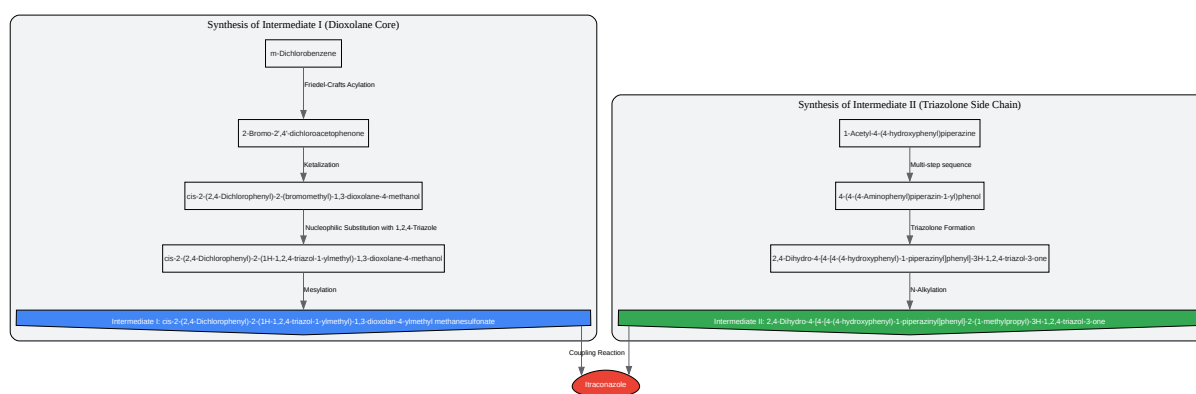 Synthesis of Intermediate I (Dioxolane Core)
m-Dichlorobenzene
Friedel-Crafts Acylation
2-Bromo-2',4'-dichloroacetophenone
Ketalization
cis-2-(2,4-Dichlorophenyl)-2-(bromomethyl)-1,3-dioxolane-4-methanol
Nucleophilic Substitution with 1,2,4-Triazole
cis-2-(2,4-Dichlorophenyl)-2-(1H-1,2,4-triazol-1-ylmethyl)-1,3-dioxolane-4-methanol
Mesylation
Intermediate I: cis-2-(2,4-Dichlorophenyl)-2-(1H-1,2,4-triazol-1-ylmethyl)-1,3-dioxolan-4-ylmethyl methanesulfonate
Synthesis of Intermediate II (Triazolone Side Chain)
1-Acetyl-4-(4-hydroxyphenyl)piperazine
Multi-step sequence
4-(4-(4-Aminophenyl)piperazin-1-yl)phenol
Triazolone Formation
2,4-Dihydro-4-[4-[4-(4-hydroxyphenyl)-1-piperazinyl]phenyl]-3H-1,2,4-triazol-3-one
N-Alkylation
Intermediate II: 2,4-Dihydro-4-[4-[4-(4-hydroxyphenyl)-1-piperazinyl]phenyl]-2-(1-methylpropyl)-3H-1,2,4-triazol-3-one
Coupling Reaction
Itraconazole